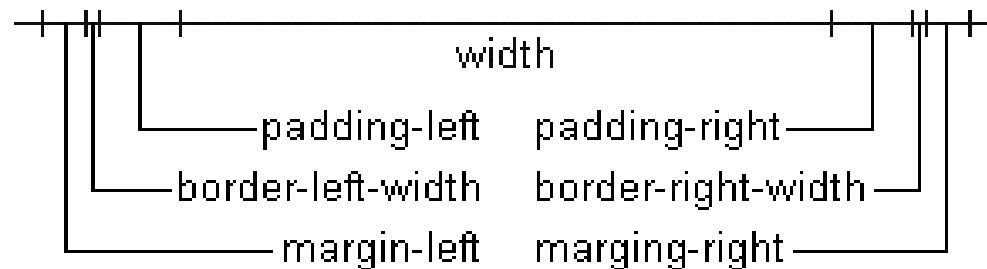 width
padding-left padding-right
border-left-width border-right-width
margin-left marging-right